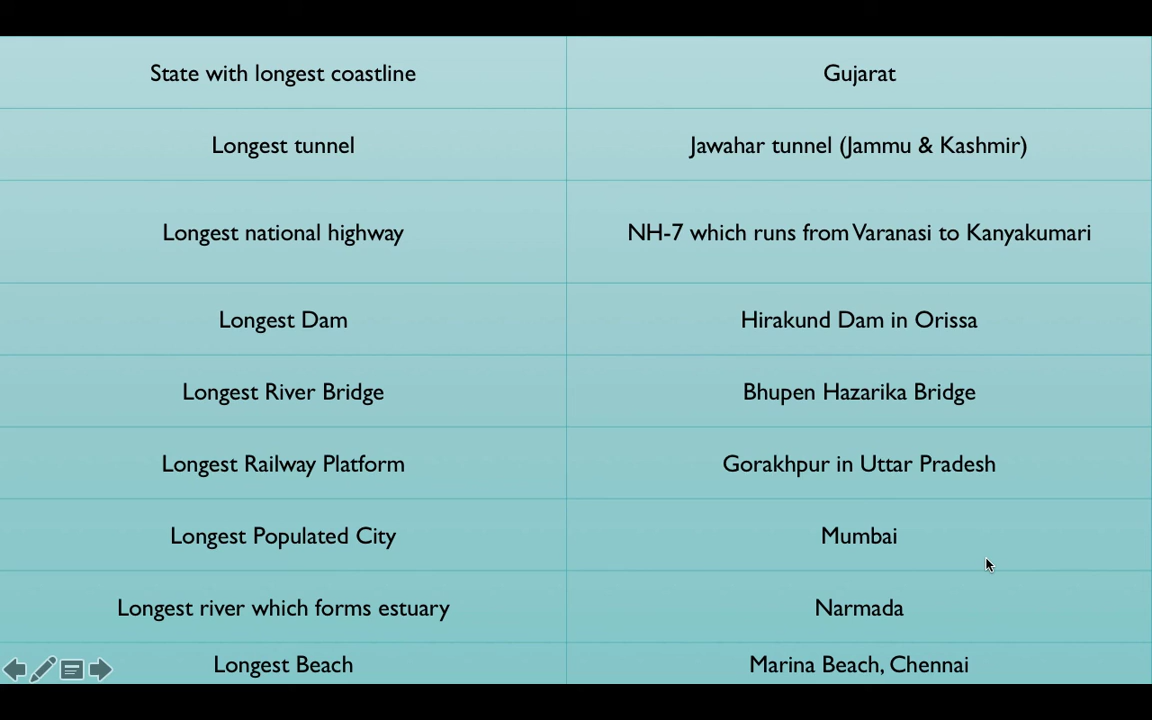 State with longest coastline
Gujarat
Longest tunnel
Jawahar tunnel (Jammu & Kashmir)
Longest national highway
NH-7 which runs from Varanasi to Kanyakumari
Longest Dam
Hirakund Dam in Orissa
Longest River Bridge
Bhupen Hazarika Bridge
Longest Railway Platform
Gorakhpur in Uttar Pradesh
Longest Populated City
Mumbai
Longest river which forms estuary
Narmada
Longest Beach
Marina Beach, Chennai